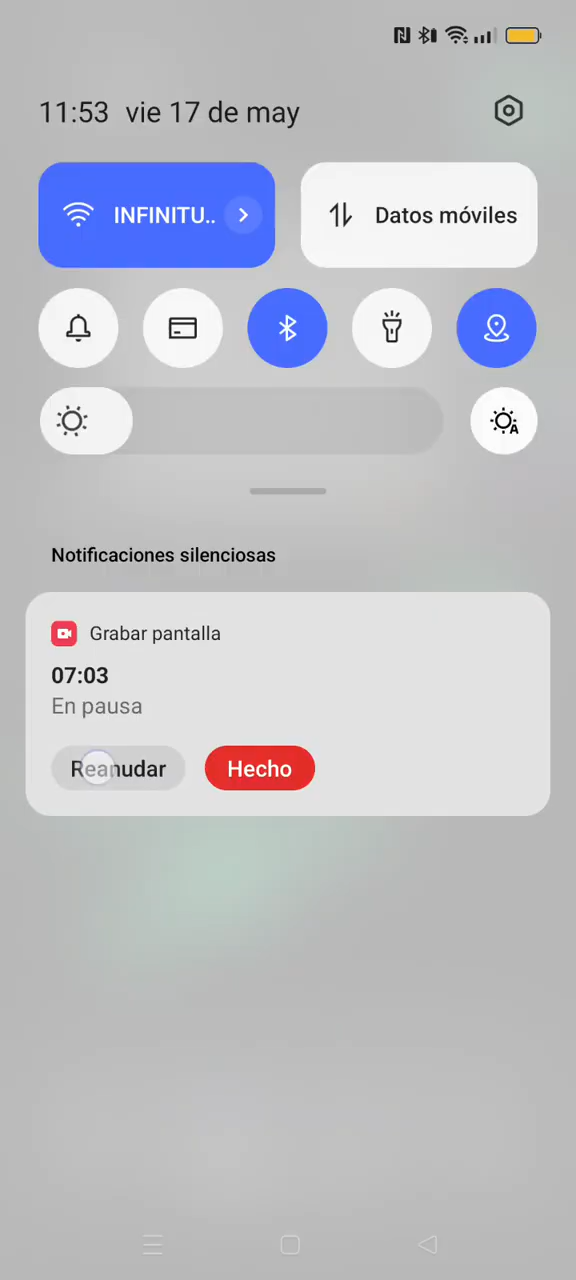 11:53 vie 17 de may
INFINITU..
Datos móviles
Notificaciones silenciosas
Grabar pantalla
07:03
En pausa
Reanudar
Hecho